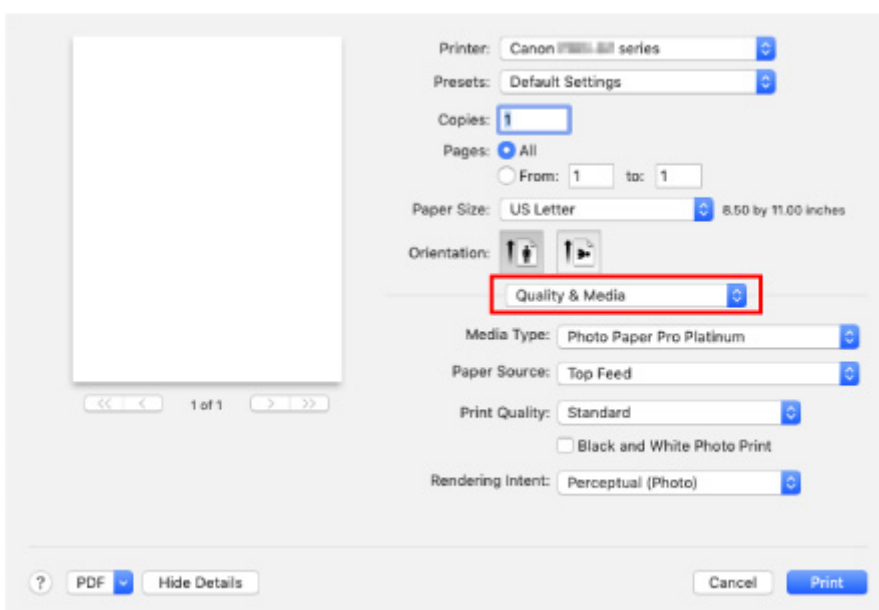 Printer: Canon series
Presets: Default Settings
Copies: 1
Pages: All
From: 1 to: 1
Paper Size: US Letter 8.50 by 11.00 inches
Orientation:
Quality & Media
Media Type: Photo Paper Pro Platinum
Paper Source: Top Feed
<< < 1 of 1 > >>
Print Quality: Standard
Black and White Photo Print
Rendering Intent: Perceptual (Photo)
? PDF Hide Details Cancel Print